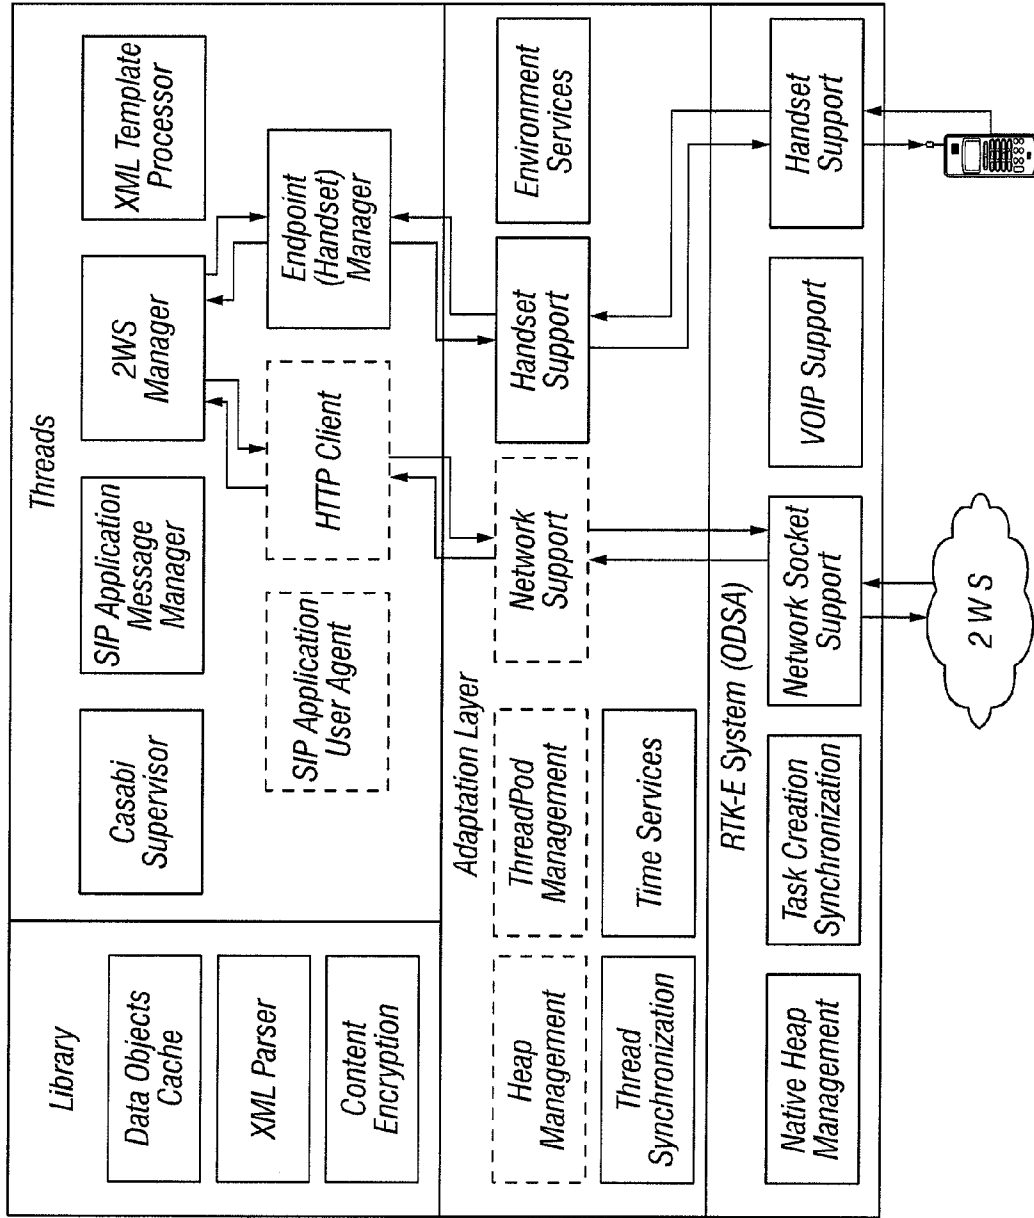 Library
Data Objects
Cache
XML Parser
Content
Encryption
Threads
Casabi
Supervisor
SIP Application
Message
Manager
2WS
Manager
XML Template
Processor
SIP Application
User Agent
HTTP Client
Endpoint
(Handset)
Manager
Adaptation Layer
Heap
Management
ThreadPod
Management
Network
Support
Handset
Support
Environment
Services
Thread
Synchronization
Time Services
RTK-E System (ODSA)
Native Heap
Management
Task Creation
Synchronization
Network Socket
Support
VOIP Support
Handset
Support
2 W S